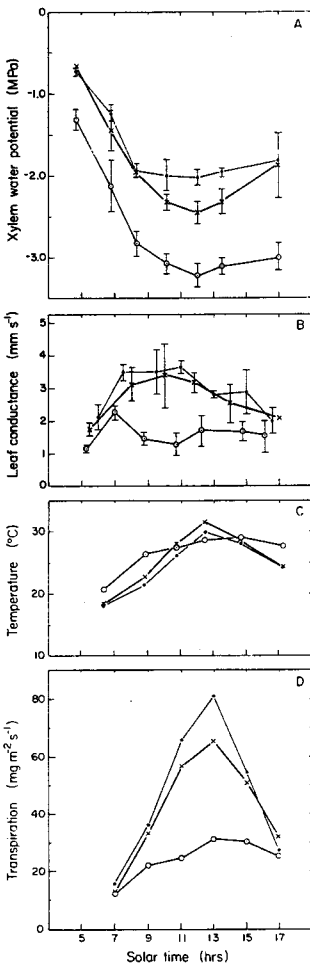 A
Xylem water potential (MPa)
0
-1.0
-2.0
-3.0
B
Leaf conductance (mm s⁻¹)
5
4
3
2
1
0
C
Temperature (°C)
30
20
10
D
Transpiration (mg m⁻² s⁻¹)
80
60
40
20
0
5 7 9 11 13 15 17
Solar time (hrs)